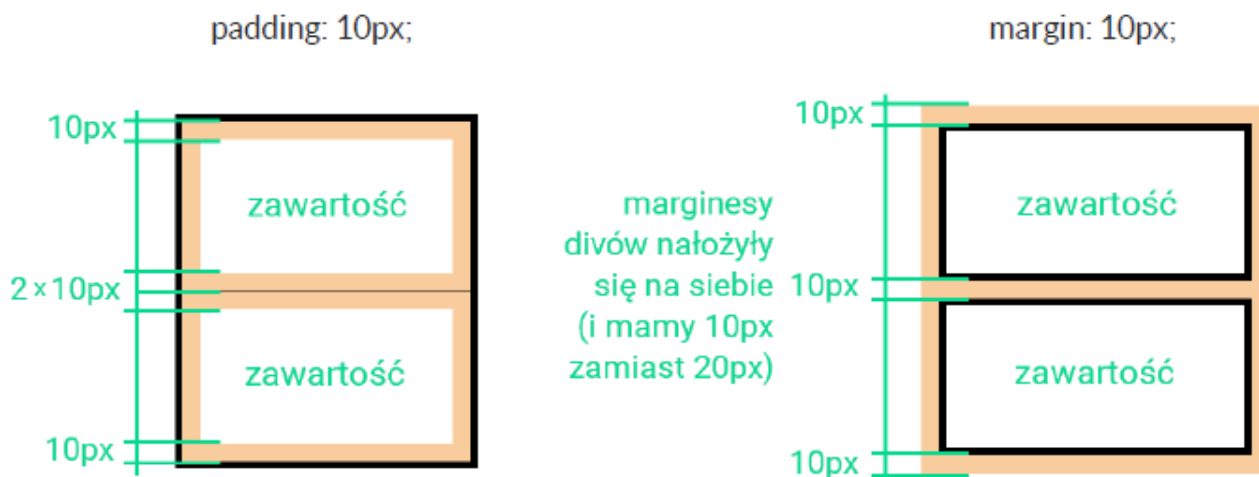 padding: 10px;
10px
zawartość
2 x 10px
zawartość
10px
margin: 10px;
10px
zawartość
marginesy
divów nałożyły
się na siebie
(i mamy 10px
zamiast 20px)
10px
zawartość
10px